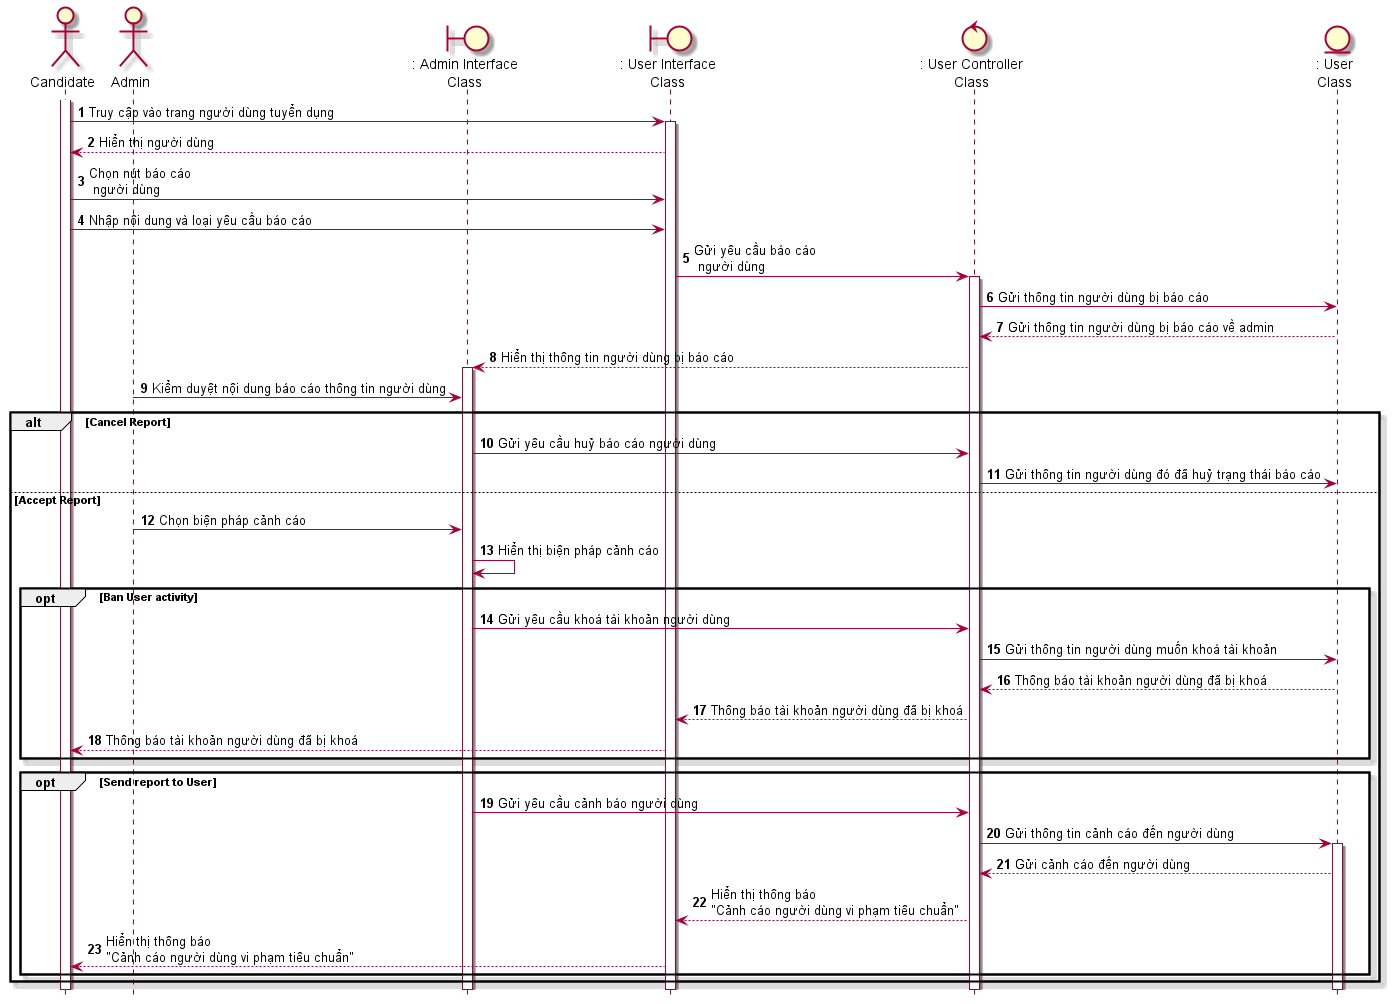 Candidate
Admin
: Admin Interface
Class
: User Interface
Class
: User Controller
Class
: User
Class
1 Truy cập vào trang người dùng tuyển dụng
2 Hiển thị người dùng
3 Chọn nút báo cáo
người dùng
4 Nhập nội dung và loại yêu cầu báo cáo
5 Gửi yêu cầu báo cáo
người dùng
6 Gửi thông tin người dùng bị báo cáo
7 Gửi thông tin người dùng bị báo cáo về admin
8 Hiển thị thông tin người dùng bị báo cáo
9 Kiểm duyệt nội dung báo cáo thông tin người dùng
alt [Cancel Report]
10 Gửi yêu cầu huỷ báo cáo người dùng
11 Gửi thông tin người dùng đó đã huỷ trạng thái báo cáo
[Accept Report]
12 Chọn biện pháp cảnh cáo
13 Hiển thị biện pháp cảnh cáo
opt [Ban User activity]
14 Gửi yêu cầu khoá tài khoản người dùng
15 Gửi thông tin người dùng muốn khoá tài khoản
16 Thông báo tài khoản người dùng đã bị khoá
17 Thông báo tài khoản người dùng đã bị khoá
18 Thông báo tài khoản người dùng đã bị khoá
opt [Send report to User]
19 Gửi yêu cầu cảnh báo người dùng
20 Gửi thông tin cảnh cáo đến người dùng
21 Gửi cảnh cáo đến người dùng
22 Hiển thị thông báo
"Cảnh cáo người dùng vi phạm tiêu chuẩn"
23 Hiển thị thông báo
"Cảnh cáo người dùng vi phạm tiêu chuẩn"